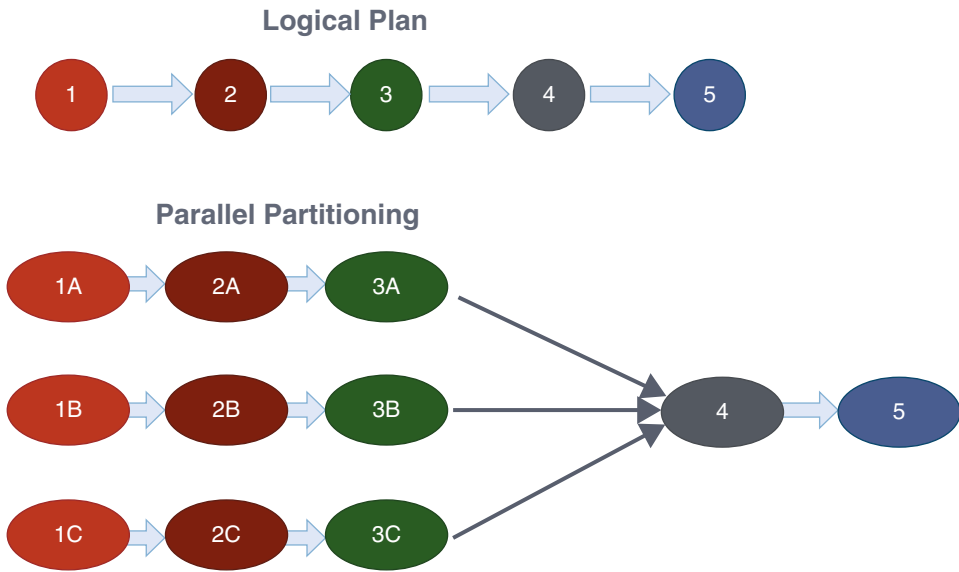 Logical Plan
1 2 3 4 5
Parallel Partitioning
1A 2A 3A
1B 2B 3B 4 5
1C 2C 3C